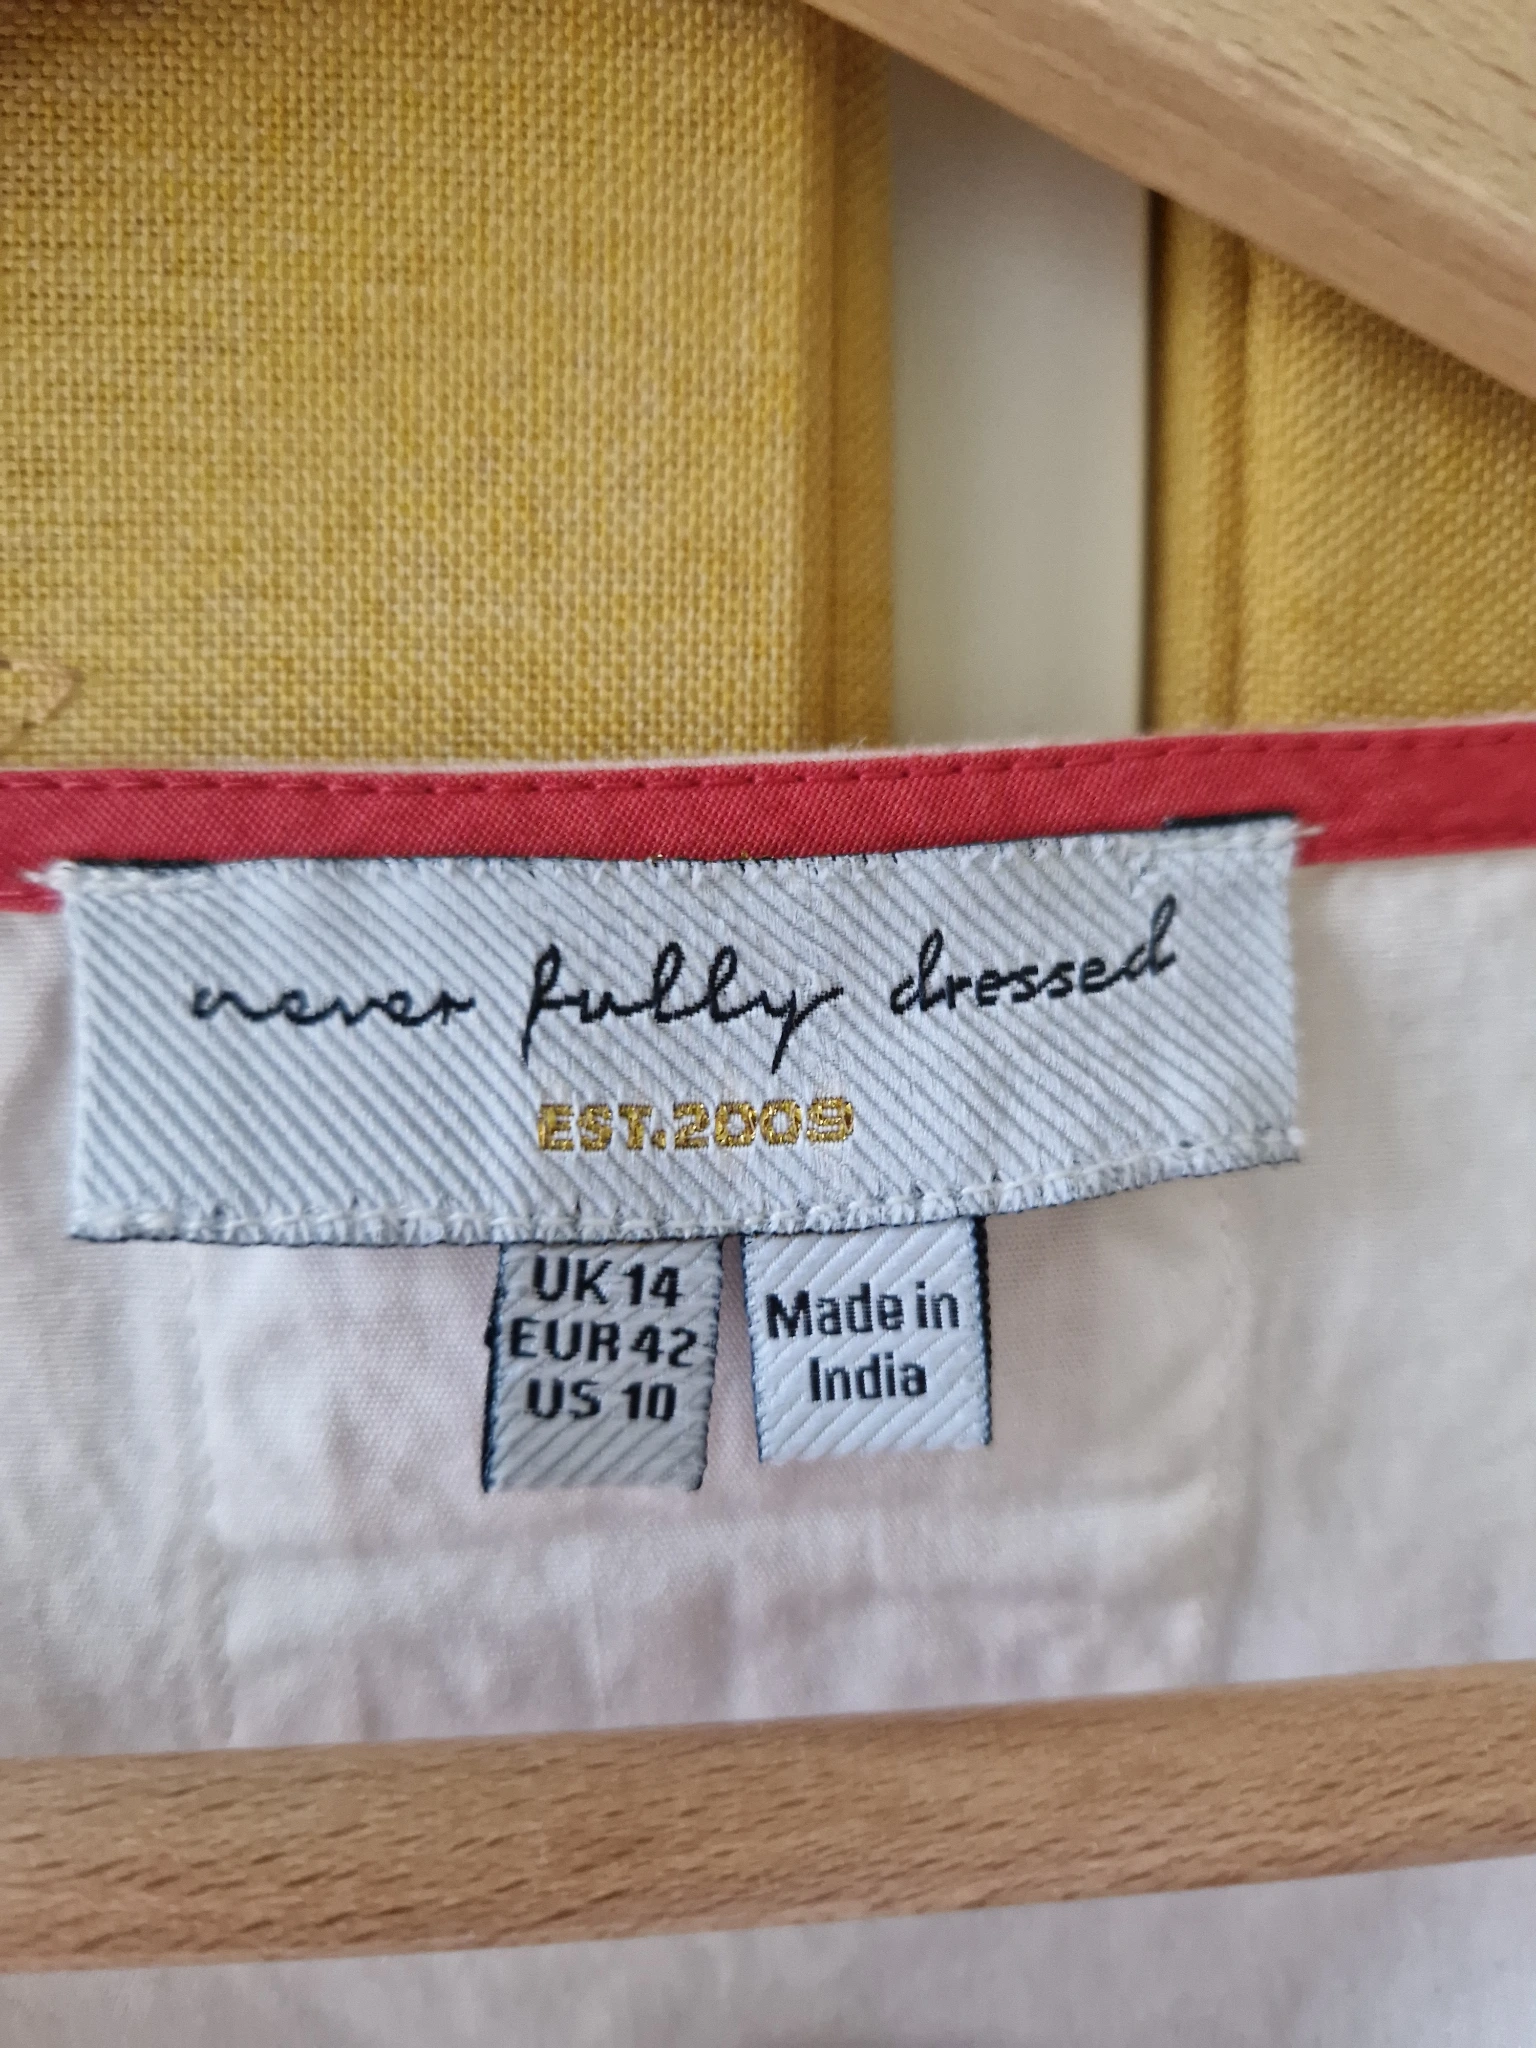 never fully dressed
EST.2009
UK 14
EUR 42
US 10
Made in
India